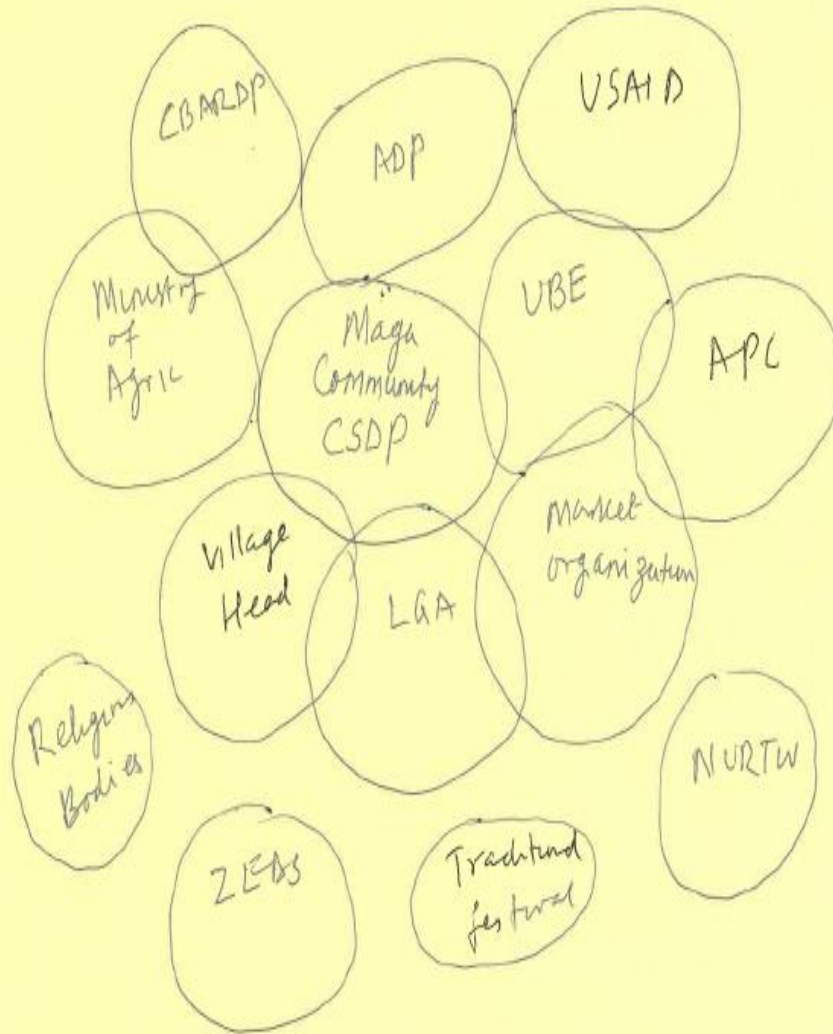 CBARDP
ADP
USAID
Ministry
of
Agric
Maga
Community
CSDP
UBE
APC
Village
Head
LGA
Market
organization
Religious
Bodies
ZEDS
Traditional
festival
NURTW